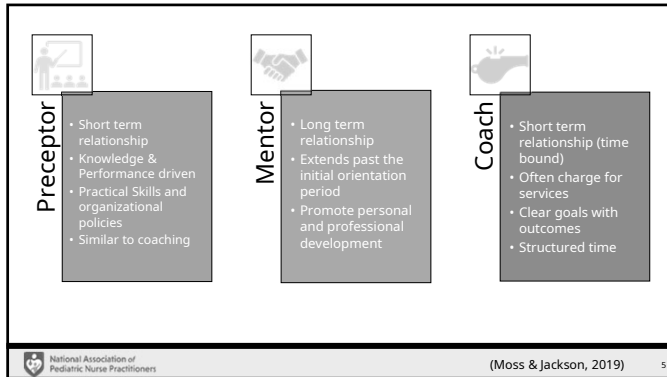 Preceptor
• Short term
relationship
• Knowledge &
Performance driven
• Practical Skills and
organizational
policies
• Similar to coaching
Mentor
• Long term
relationship
• Extends past the
initial orientation
period
• Promote personal
and professional
development
Coach
• Short term
relationship (time
bound)
• Often charge for
services
• Clear goals with
outcomes
• Structured time
National Association of
Pediatric Nurse Practitioners
(Moss & Jackson, 2019)
5